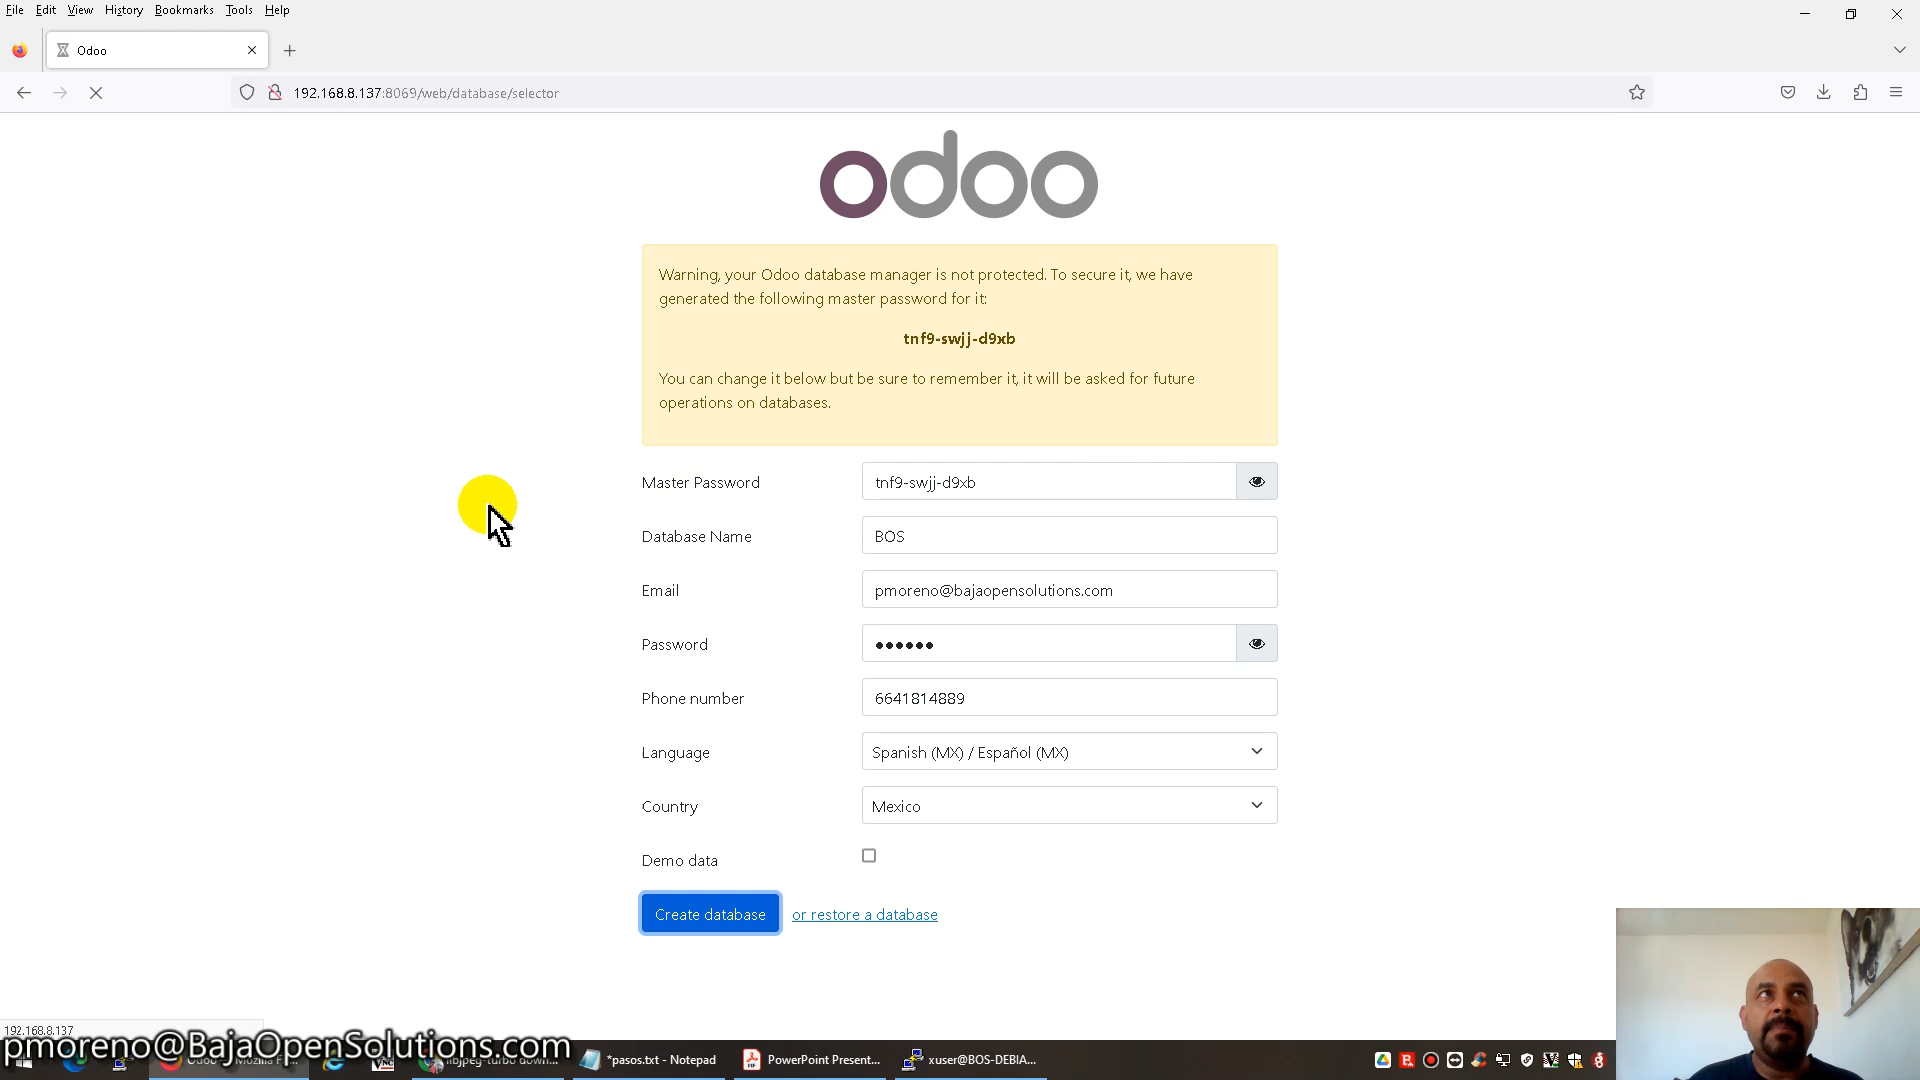 File Edit View History Bookmarks Tools Help
Odoo
192.168.8.137:8069/web/database/selector
odoo
Warning, your Odoo database manager is not protected. To secure it, we have
generated the following master password for it:
tnf9-swjj-d9xb
You can change it below but be sure to remember it, it will be asked for future
operations on databases.
Master Password tnf9-swjj-d9xb
Database Name BOS
Email pmoreno@bajaopensolutions.com
Password
Phone number 6641814889
Language Spanish (MX) / Español (MX)
Country Mexico
Demo data
Create database or restore a database
192.168.8.137
pmoreno@BajaOpenSolutions.com
*pasos.txt - Notepad PowerPoint Present... xuser@BOS-DEBIA...